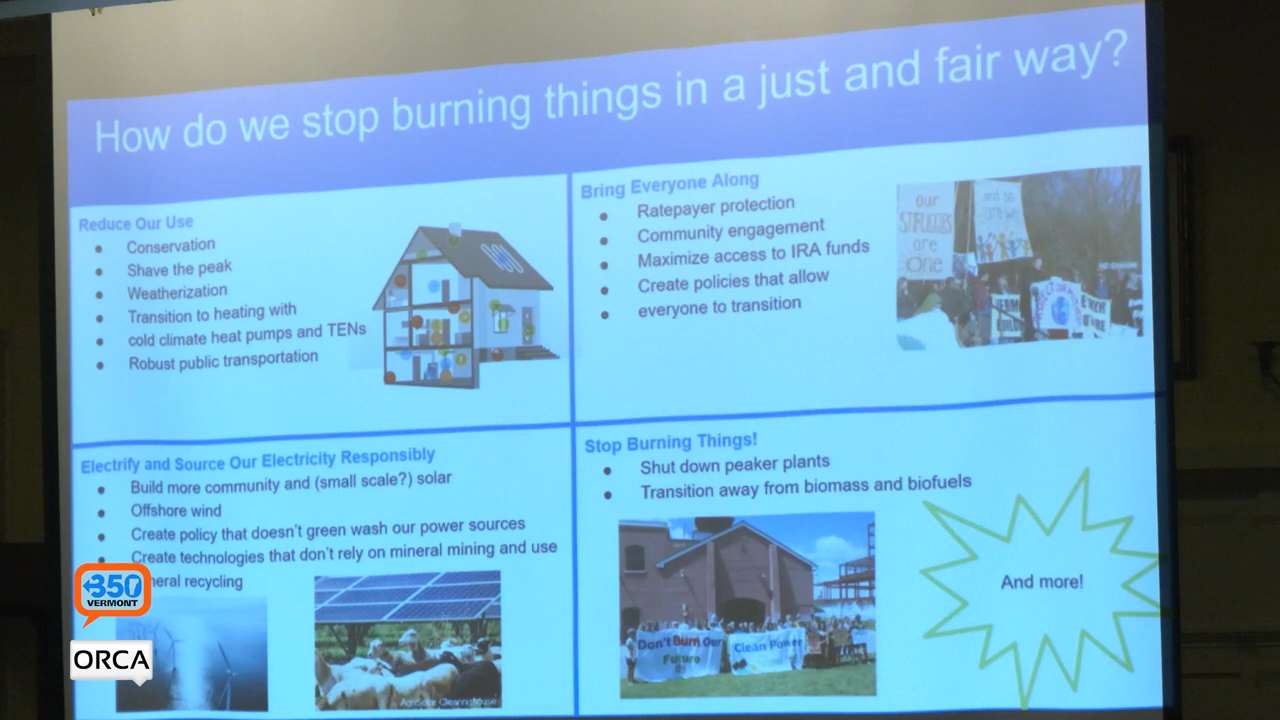 How do we stop burning things in a just and fair way?
Reduce Our Use
Conservation
Shave the peak
Weatherization
Transition to heating with
cold climate heat pumps and TENs
Robust public transportation
Bring Everyone Along
Ratepayer protection
Community engagement
Maximize access to IRA funds
Create policies that allow
everyone to transition
our
STRUGGLES
are
ONE
and so
are we
Electrify and Source Our Electricity Responsibly
Build more community and (small scale?) solar
Offshore wind
Create policy that doesn't green wash our power sources
Create technologies that don't rely on mineral mining and use
neral recycling
AgriSolar Clearinghouse
Stop Burning Things!
Shut down peaker plants
Transition away from biomass and biofuels
Don't Burn Our
Future
Clean Power
And more!
350
VERMONT
ORCA